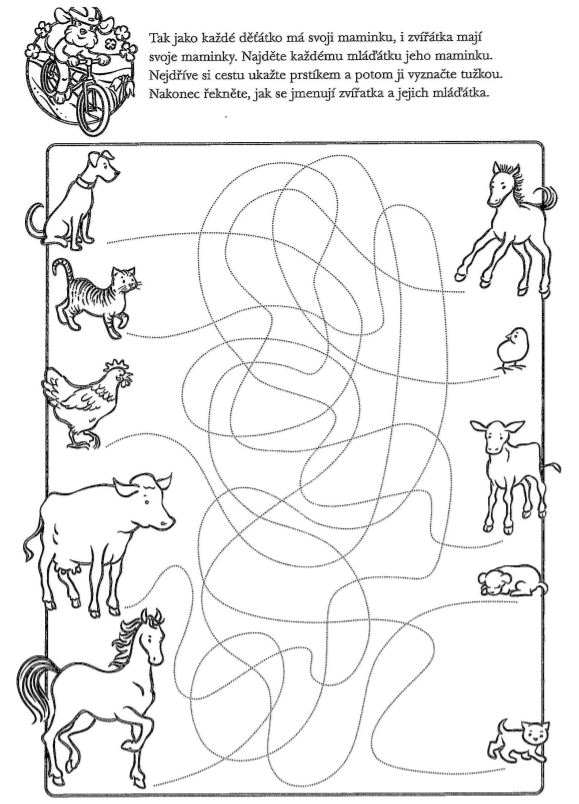 Tak jako každé děťátko má svoji maminku, i zvířátka mají
svoje maminky. Najděte každému mláďátku jeho maminku.
Nejdříve si cestu ukažte prstíkem a potom ji vyznačte tužkou.
Nakonec řekněte, jak se jmenují zvířatka a jejich mláďátka.